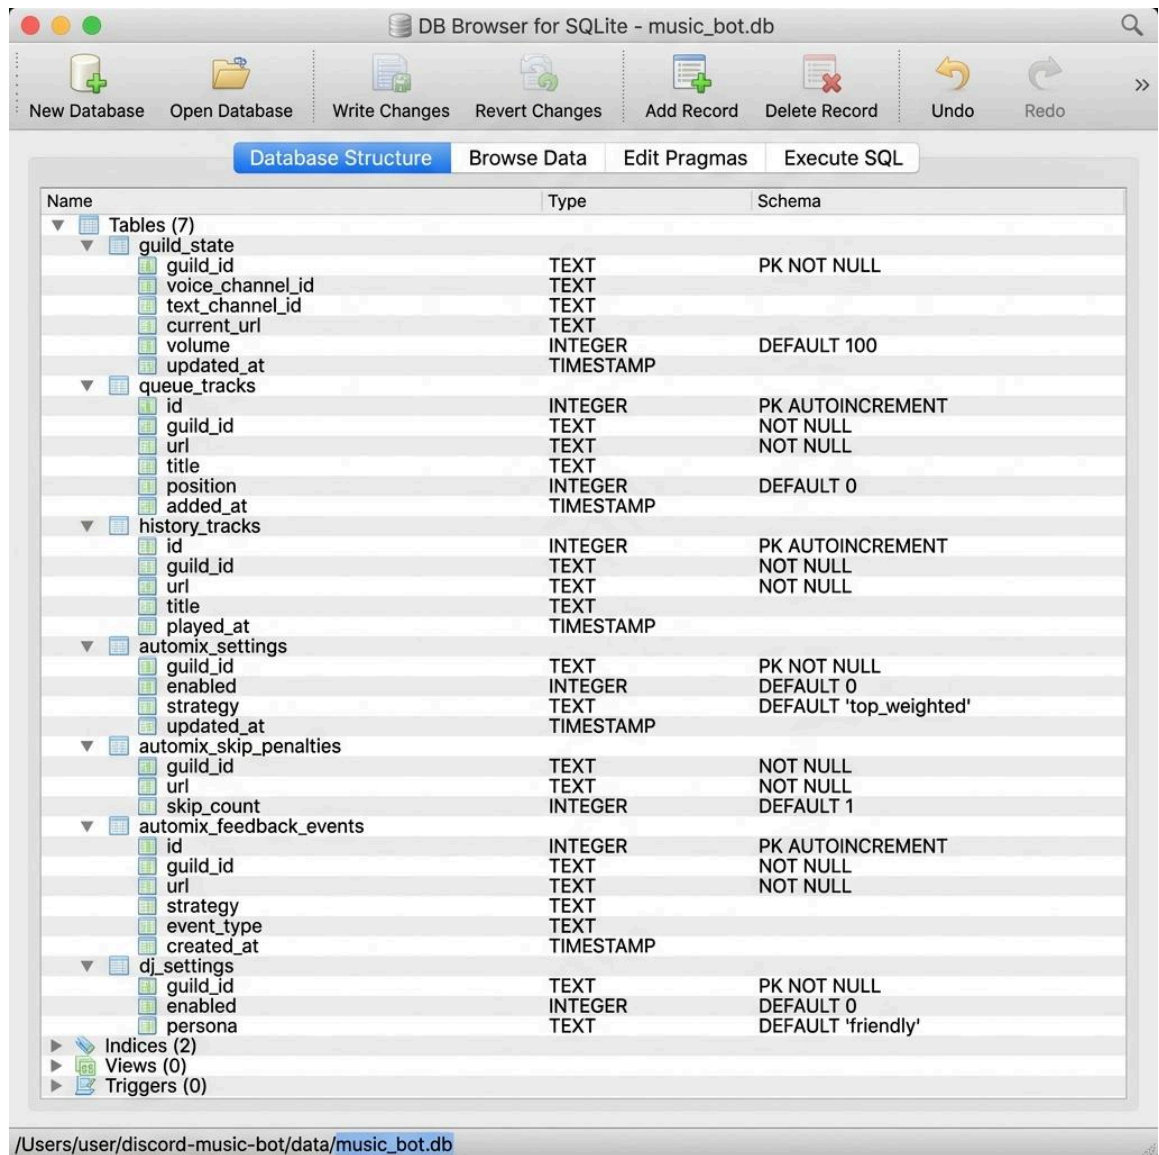 DB Browser for SQLite - music_bot.db
New Database Open Database Write Changes Revert Changes Add Record Delete Record Undo Redo »
Database Structure Browse Data Edit Pragmas Execute SQL
Name Type Schema
Tables (7)
guild_state
guild_id TEXT PK NOT NULL
voice_channel_id TEXT
text_channel_id TEXT
current_url TEXT
volume INTEGER DEFAULT 100
updated_at TIMESTAMP
queue_tracks
id INTEGER PK AUTOINCREMENT
guild_id TEXT NOT NULL
url TEXT NOT NULL
title TEXT
position INTEGER DEFAULT 0
added_at TIMESTAMP
history_tracks
id INTEGER PK AUTOINCREMENT
guild_id TEXT NOT NULL
url TEXT NOT NULL
title TEXT
played_at TIMESTAMP
automix_settings
guild_id TEXT PK NOT NULL
enabled INTEGER DEFAULT 0
strategy TEXT DEFAULT 'top_weighted'
updated_at TIMESTAMP
automix_skip_penalties
guild_id TEXT NOT NULL
url TEXT NOT NULL
skip_count INTEGER DEFAULT 1
automix_feedback_events
id INTEGER PK AUTOINCREMENT
guild_id TEXT NOT NULL
url TEXT NOT NULL
strategy TEXT
event_type TEXT
created_at TIMESTAMP
dj_settings
guild_id TEXT PK NOT NULL
enabled INTEGER DEFAULT 0
persona TEXT DEFAULT 'friendly'
Indices (2)
Views (0)
Triggers (0)
/Users/user/discord-music-bot/data/music_bot.db